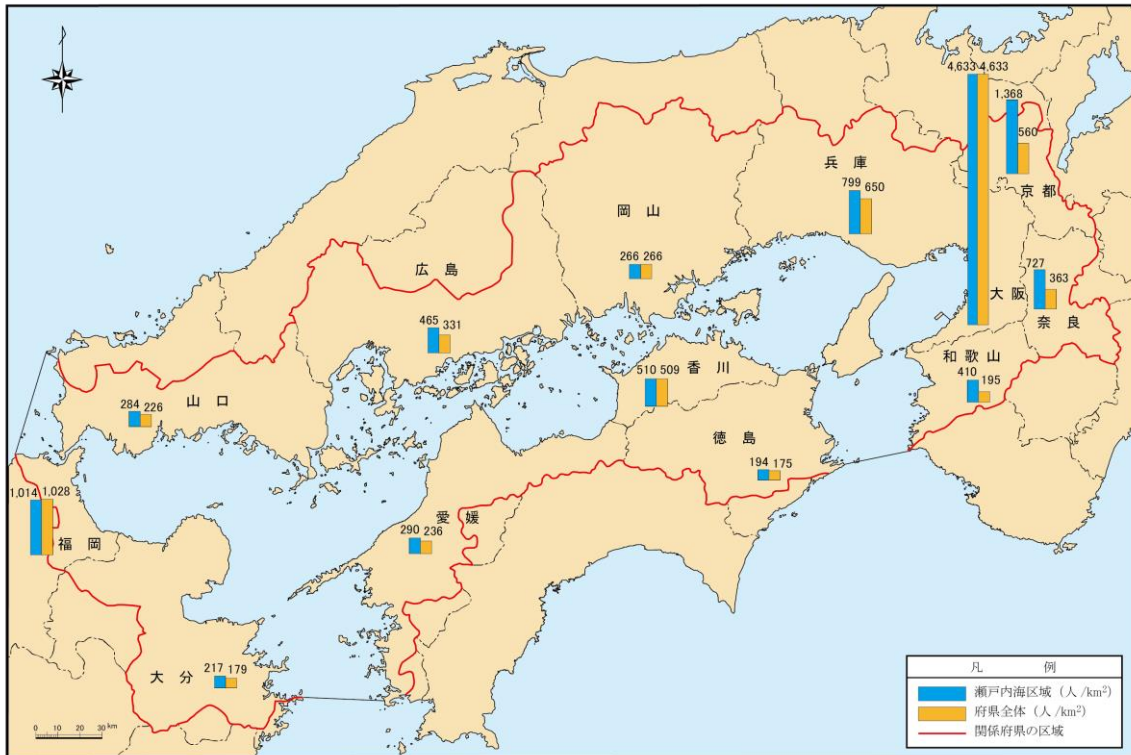 4,633 4,633
1,368
560
京都
兵庫
799
650
岡山
266 266
727
363
大阪
奈良
広島
465
331
和歌山
410
195
香川
510 509
山口
284
226
徳島
194 175
1,014 1,028
福岡
愛媛
290 236
大分
217 179
0 10 20 30 km
凡例
瀬戸内海区域(人/km²)
府県全体(人/km²)
関係府県の区域